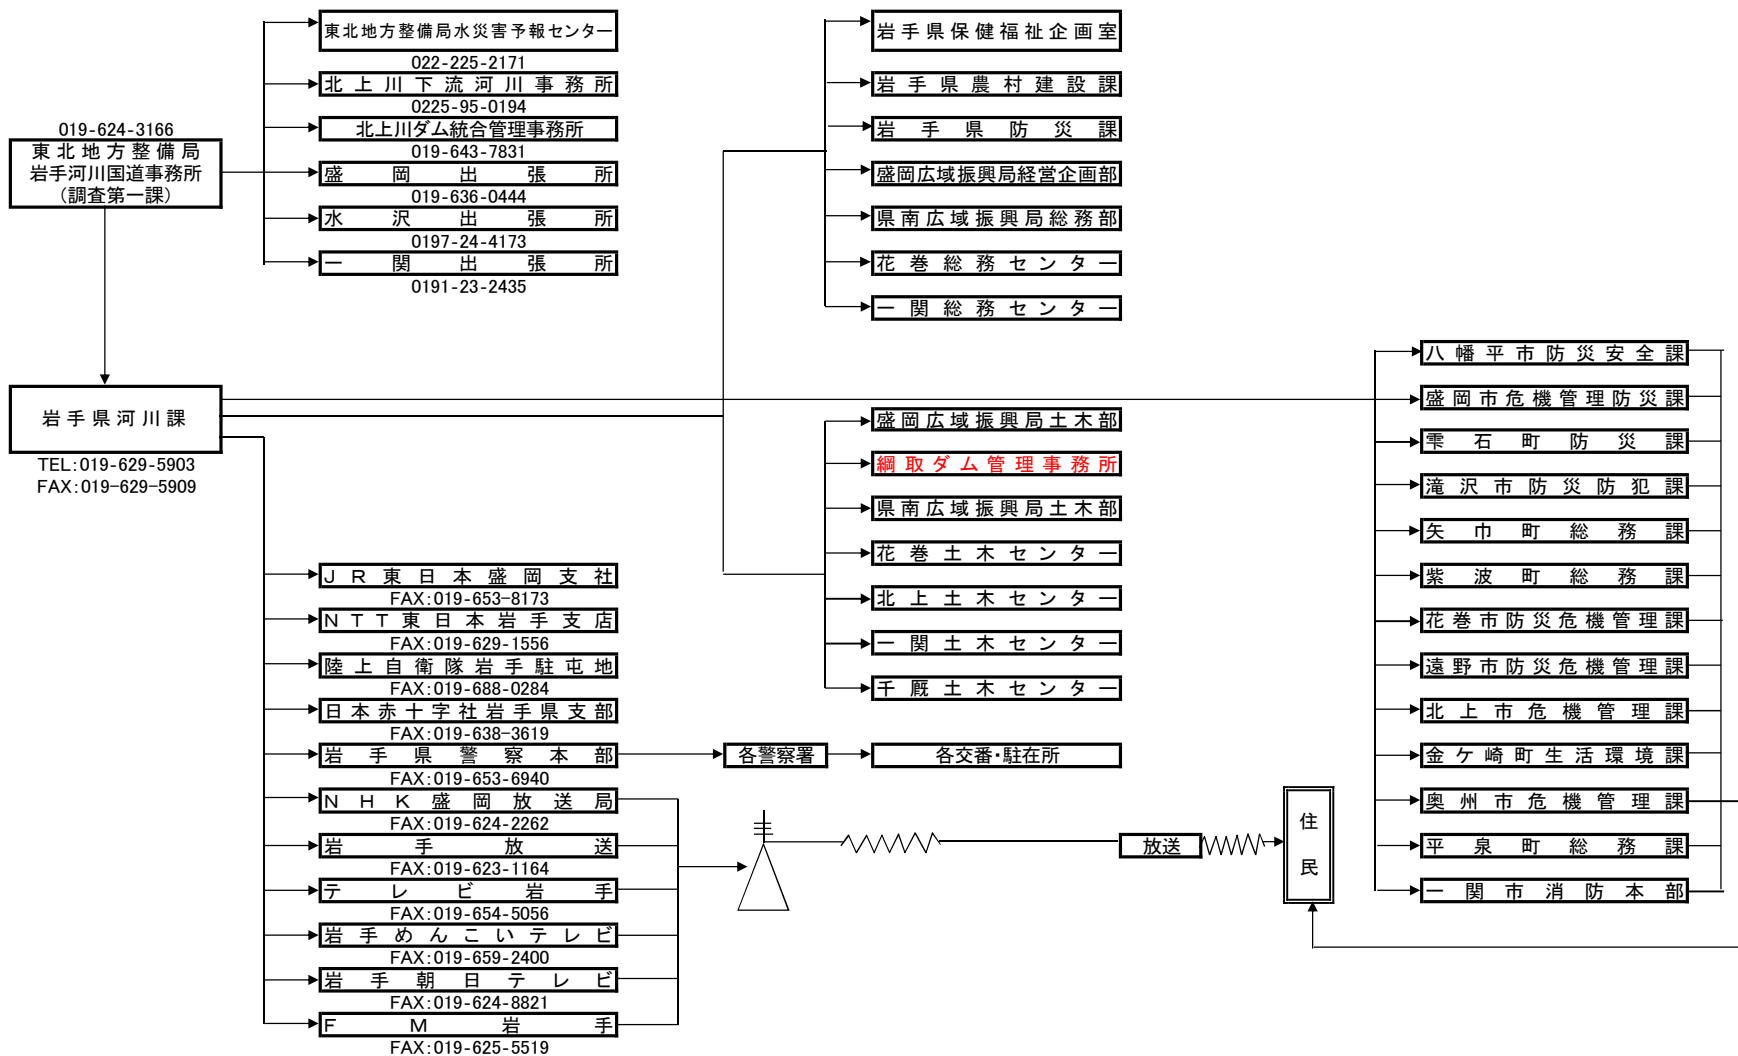 東北地方整備局水災害予報センター
022-225-2171
北上川下流河川事務所
0225-95-0194
北上川ダム統合管理事務所
019-643-7831
盛岡出張所
019-636-0444
水沢出張所
0197-24-4173
一関出張所
0191-23-2435
019-624-3166
東北地方整備局
岩手河川国道事務所
(調査第一課)
岩手県河川課
TEL:019-629-5903
FAX:019-629-5909
岩手県保健福祉企画室
岩手県農村建設課
岩手県防災課
盛岡広域振興局経営企画部
県南広域振興局総務部
花巻総務センター
一関総務センター
盛岡広域振興局土木部
綱取ダム管理事務所
県南広域振興局土木部
花巻土木センター
北上土木センター
一関土木センター
千厩土木センター
JR東日本盛岡支社
FAX:019-653-8173
NTT東日本岩手支店
FAX:019-629-1556
陸上自衛隊岩手駐屯地
FAX:019-688-0284
日本赤十字社岩手県支部
FAX:019-638-3619
岩手県警察本部
FAX:019-653-6940
各警察署
各交番・駐在所
NHK盛岡放送局
FAX:019-624-2262
岩手放送
FAX:019-623-1164
テレビ岩手
FAX:019-654-5056
岩手めんこいテレビ
FAX:019-659-2400
岩手朝日テレビ
FAX:019-624-8821
FM岩手
FAX:019-625-5519
放送
住
民
八幡平市防災安全課
盛岡市危機管理防災課
雫石町防災課
滝沢市防災防犯課
矢巾町総務課
紫波町総務課
花巻市防災危機管理課
遠野市防災危機管理課
北上市危機管理課
金ケ崎町生活環境課
奥州市危機管理課
平泉町総務課
一関市消防本部